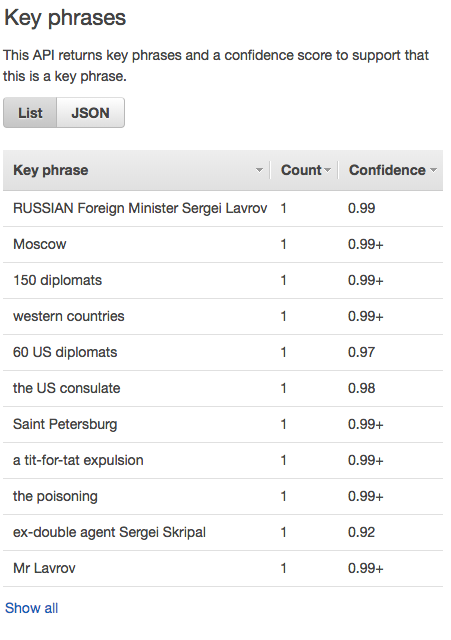 Key phrases
This API returns key phrases and a confidence score to support that
this is a key phrase.
List JSON
Key phrase Count Confidence
RUSSIAN Foreign Minister Sergei Lavrov 1 0.99
Moscow 1 0.99+
150 diplomats 1 0.99+
western countries 1 0.99+
60 US diplomats 1 0.97
the US consulate 1 0.98
Saint Petersburg 1 0.99+
a tit-for-tat expulsion 1 0.99+
the poisoning 1 0.99+
ex-double agent Sergei Skripal 1 0.92
Mr Lavrov 1 0.99+
Show all